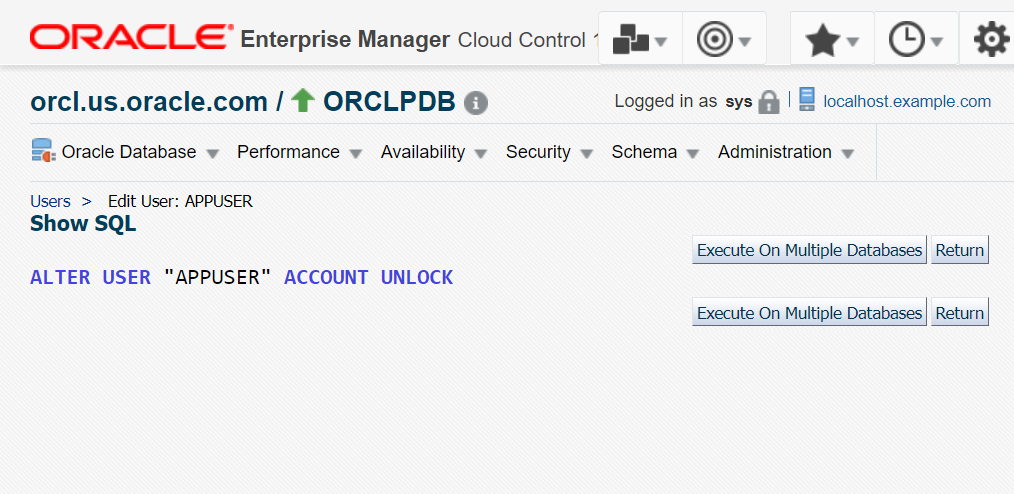 ORACLE Enterprise Manager Cloud Control
orcl.us.oracle.com / ORCLPDB
Logged in as sys | localhost.example.com
Oracle Database Performance Availability Security Schema Administration
Users > Edit User: APPUSER
Show SQL
Execute On Multiple Databases Return
ALTER USER "APPUSER" ACCOUNT UNLOCK
Execute On Multiple Databases Return